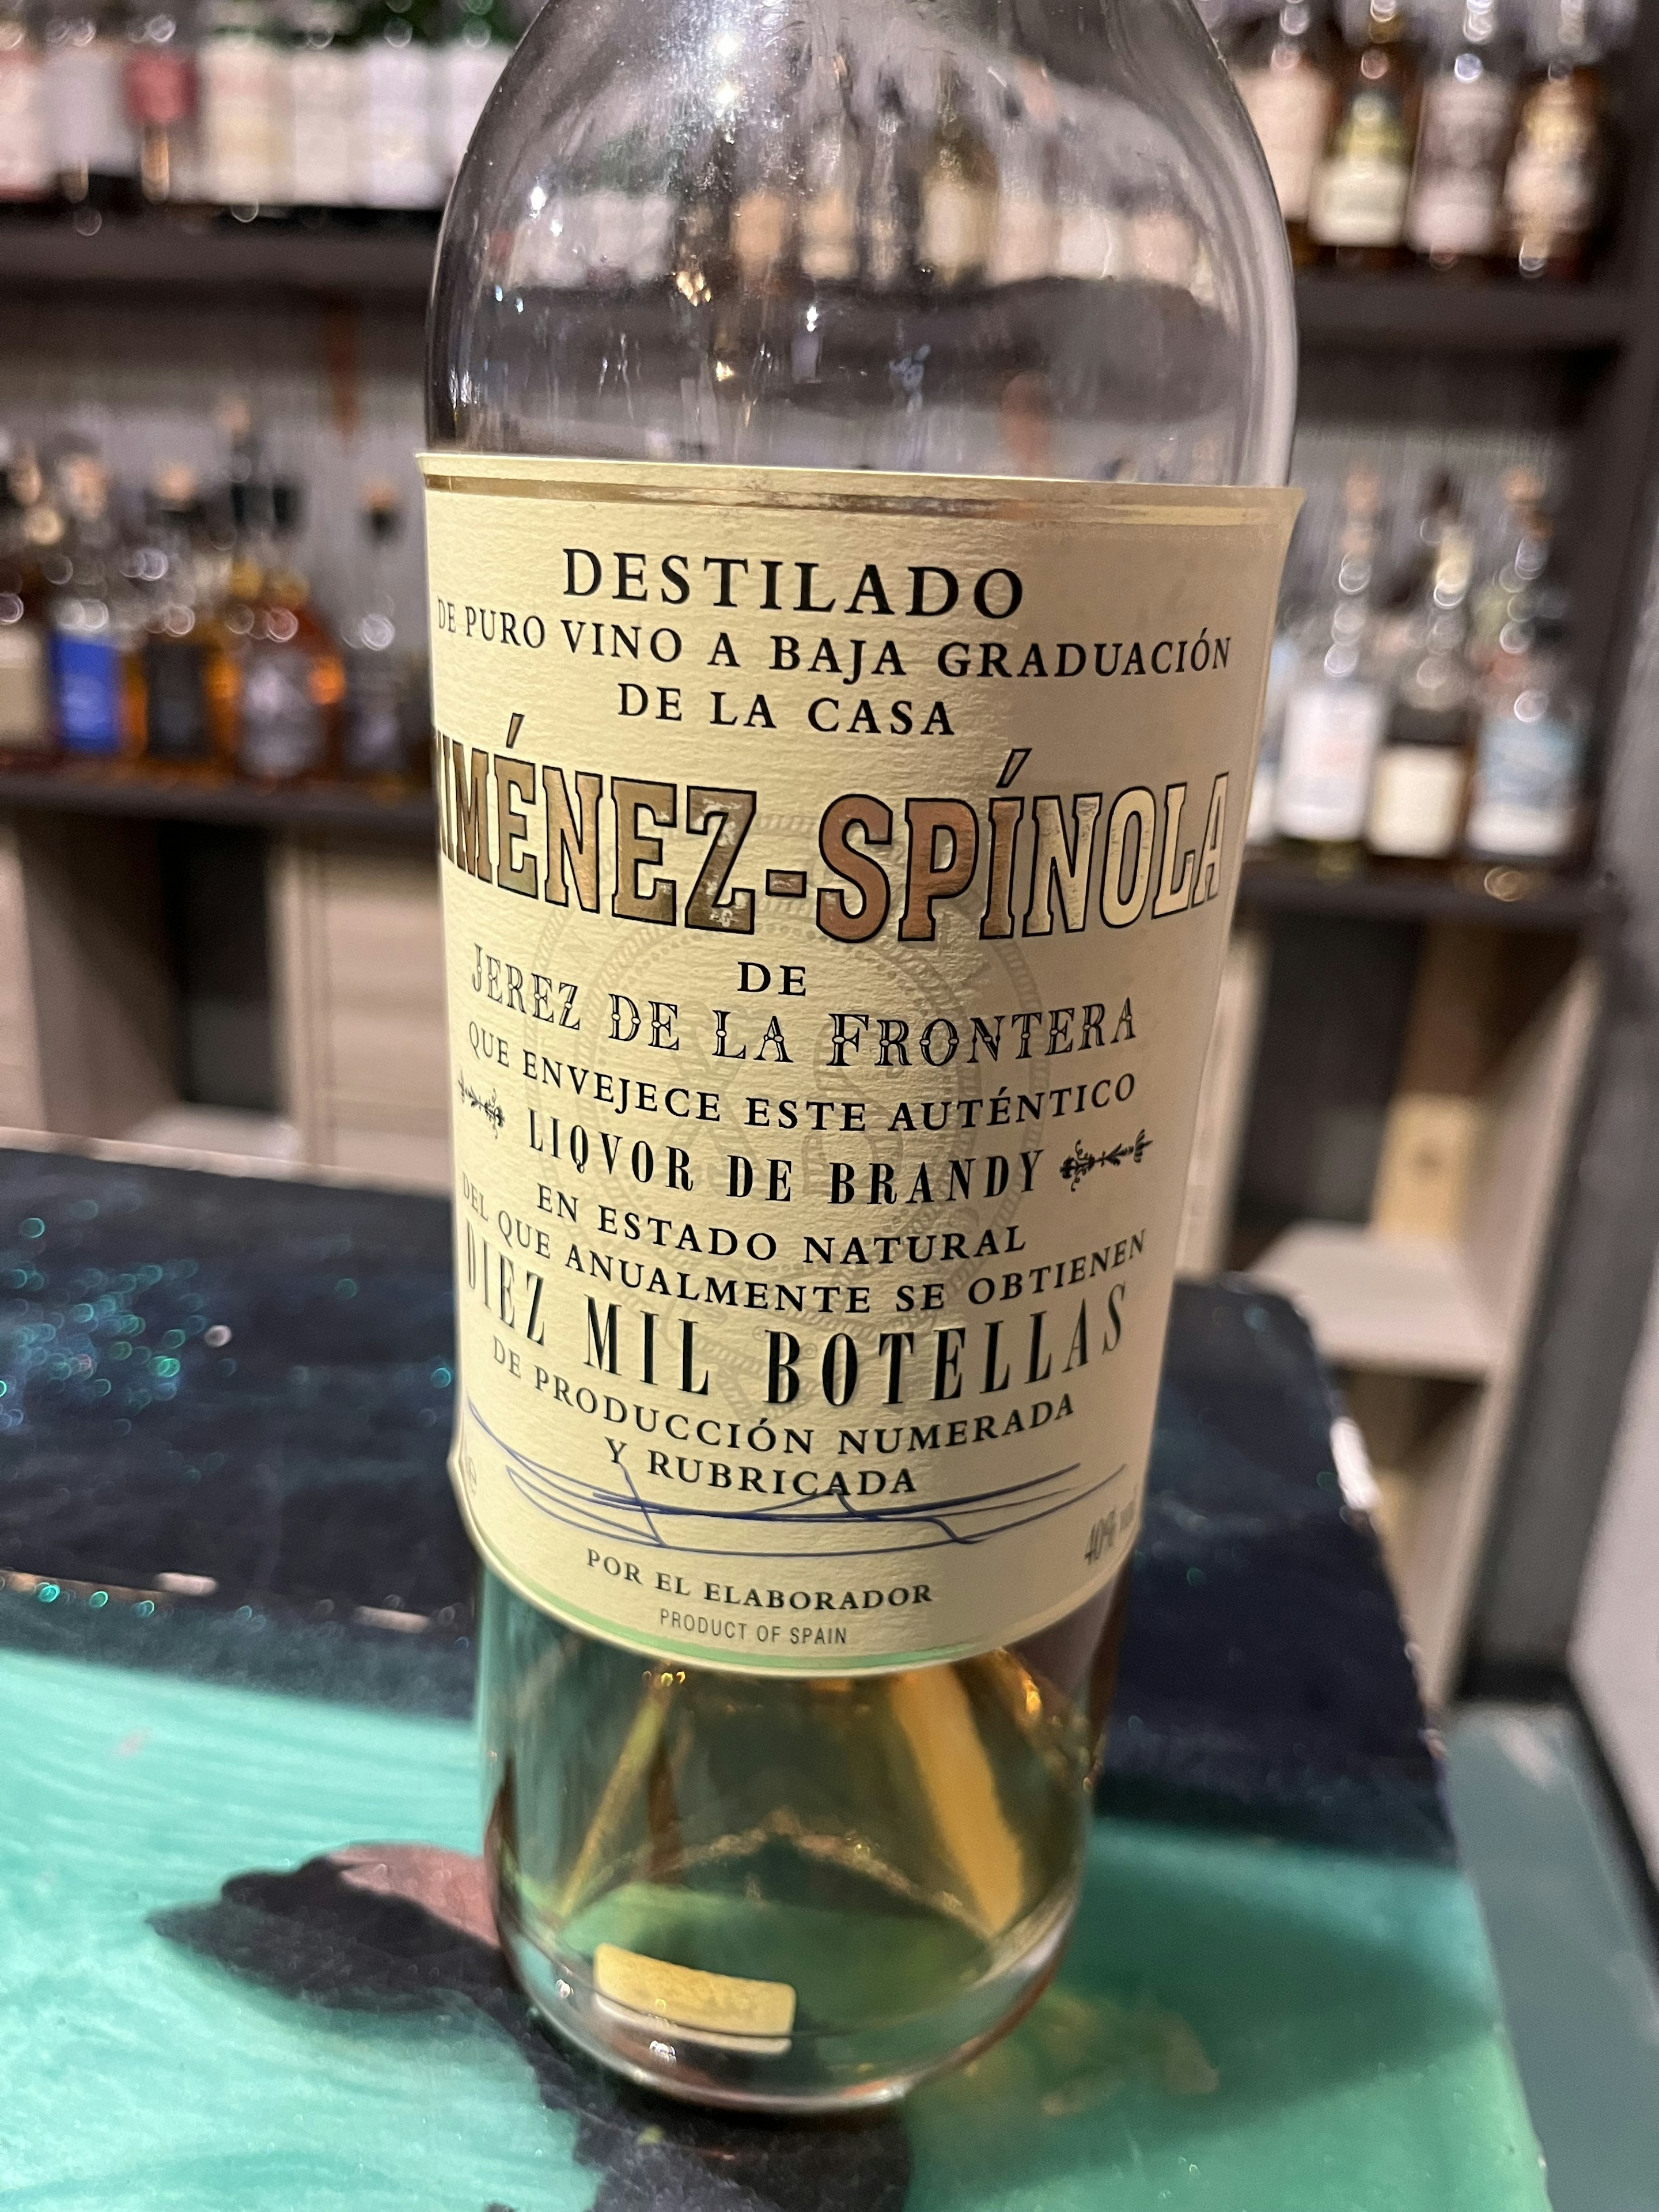 DESTILADO
DE PURO VINO A BAJA GRADUACIÓN
DE LA CASA
XIMÉNEZ-SPÍNOLA
DE
JEREZ DE LA FRONTERA
QUE ENVEJECE ESTE AUTÉNTICO
LIQVOR DE BRANDY
EN ESTADO NATURAL
DEL QUE ANUALMENTE SE OBTIENEN
DIEZ MIL BOTELLAS
DE PRODUCCIÓN NUMERADA
Y RUBRICADA
40%
POR EL ELABORADOR
PRODUCT OF SPAIN